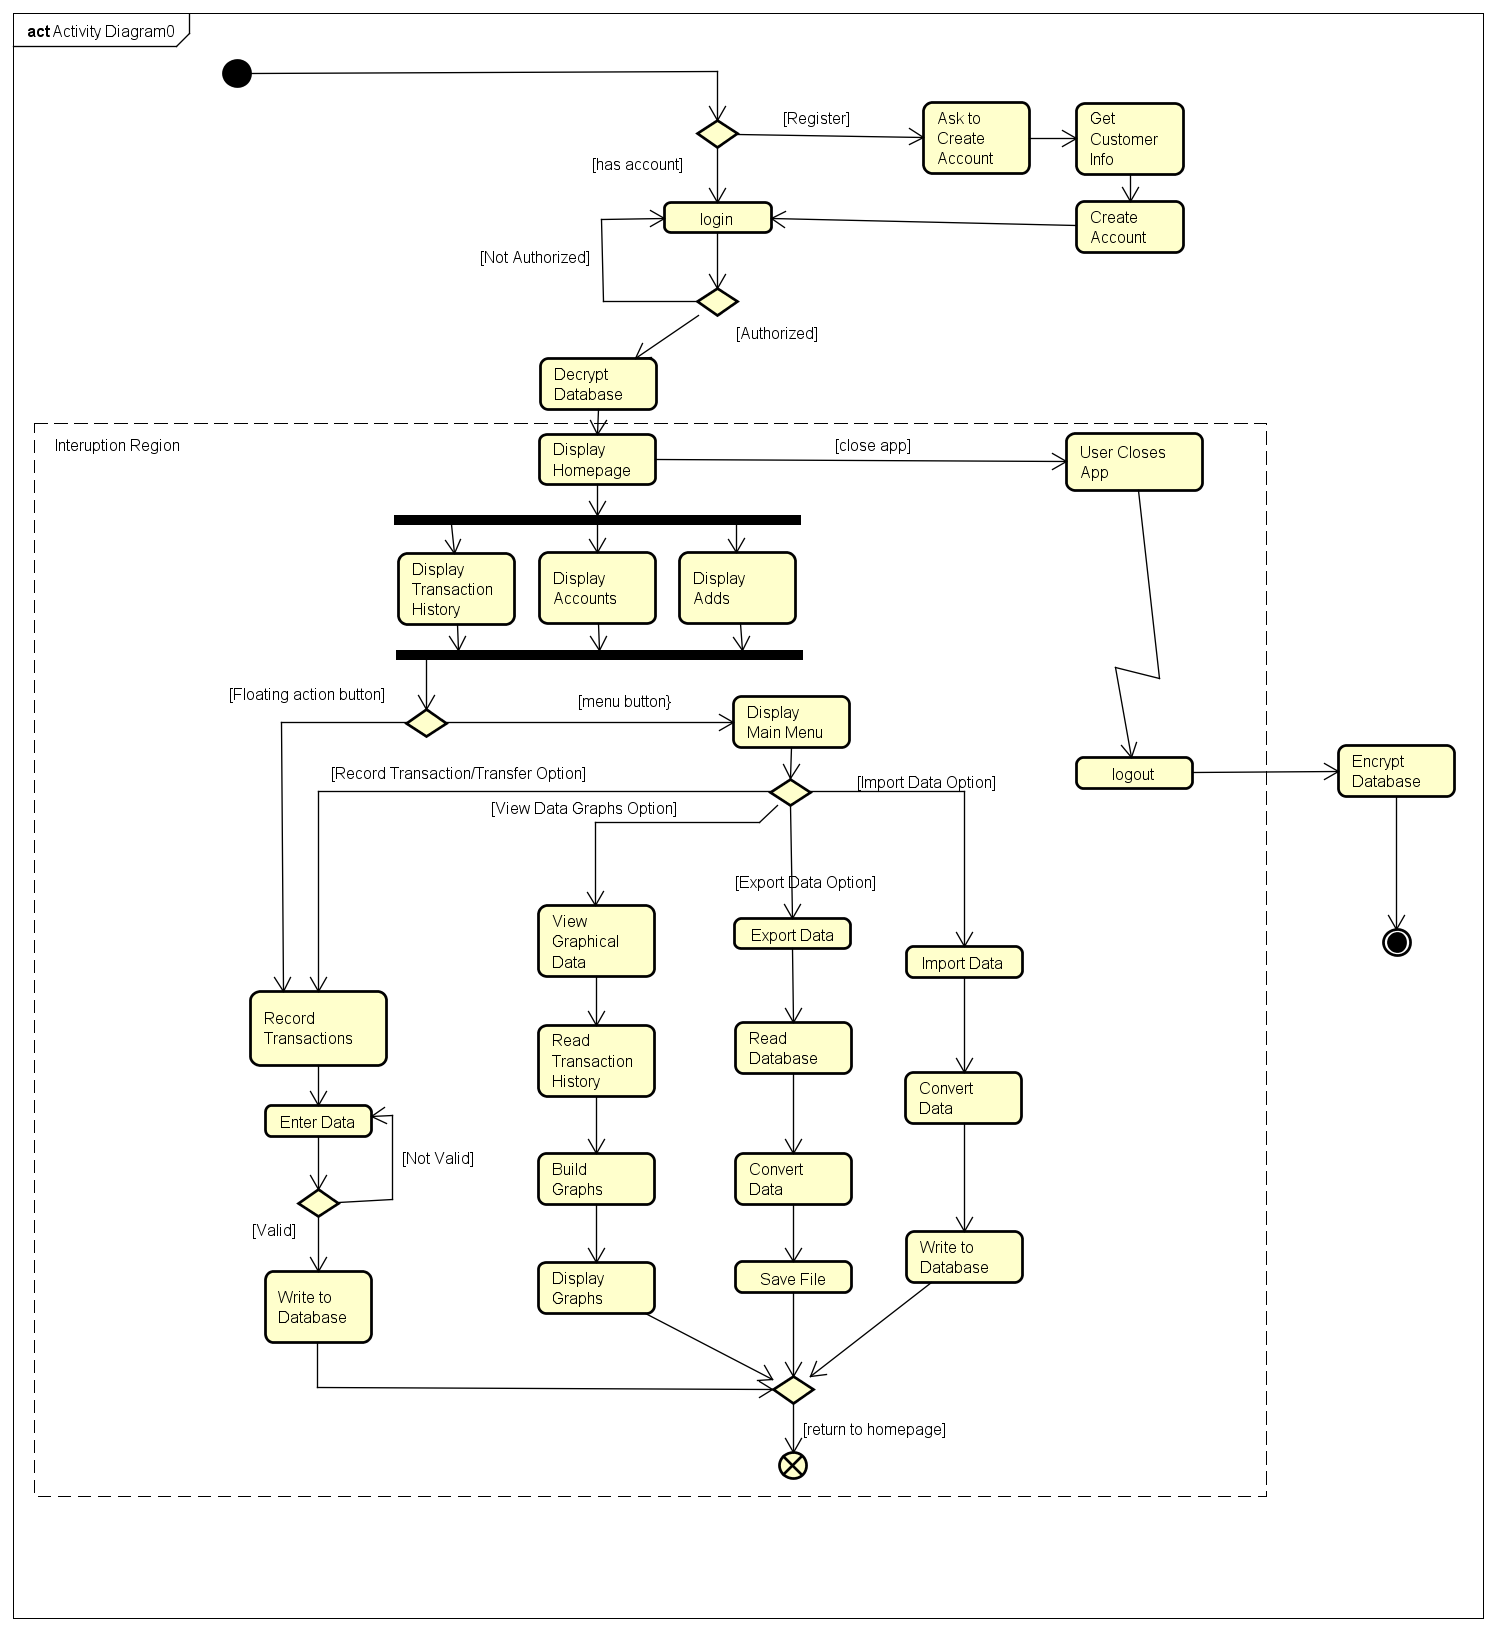 act Activity Diagram0
[Register]
Ask to
Create
Account
Get
Customer
Info
[has account]
login
Create
Account
[Not Authorized]
[Authorized]
Decrypt
Database
Interuption Region
Display
Homepage
[close app]
User Closes
App
Display
Transaction
History
Display
Accounts
Display
Adds
[Floating action button]
[menu button}
Display
Main Menu
[Record Transaction/Transfer Option]
[Import Data Option]
logout
Encrypt
Database
[View Data Graphs Option]
[Export Data Option]
View
Graphical
Data
Export Data
Import Data
Record
Transactions
Read
Transaction
History
Read
Database
Convert
Data
Enter Data
[Not Valid]
Build
Graphs
Convert
Data
[Valid]
Write to
Database
Display
Graphs
Save File
Write to
Database
[return to homepage]